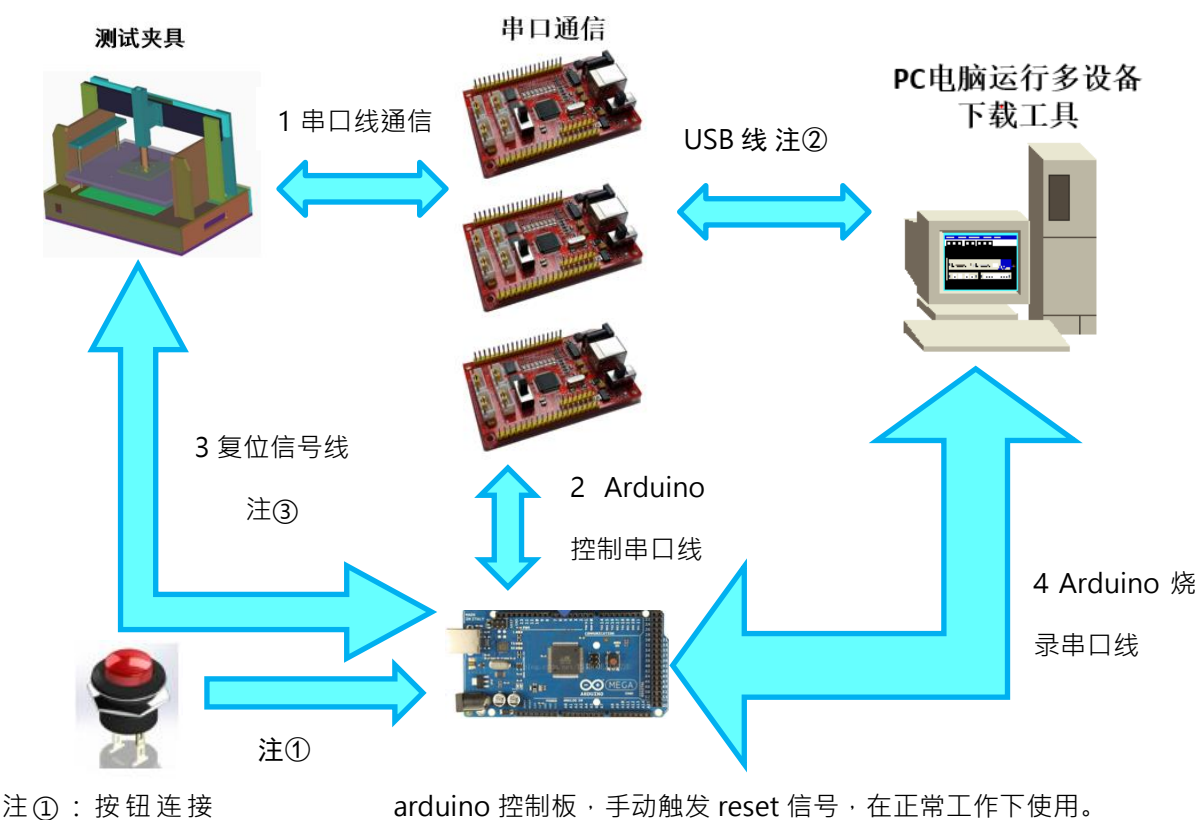 测试夹具
串口通信
PC电脑运行多设备
下载工具
1 串口线通信
USB 线 注②
3 复位信号线
注③
2 Arduino
控制串口线
4 Arduino 烧
录串口线
MEGA
ARDUINO
注①
注①：按钮连接 arduino 控制板，手动触发 reset 信号，在正常工作下使用。